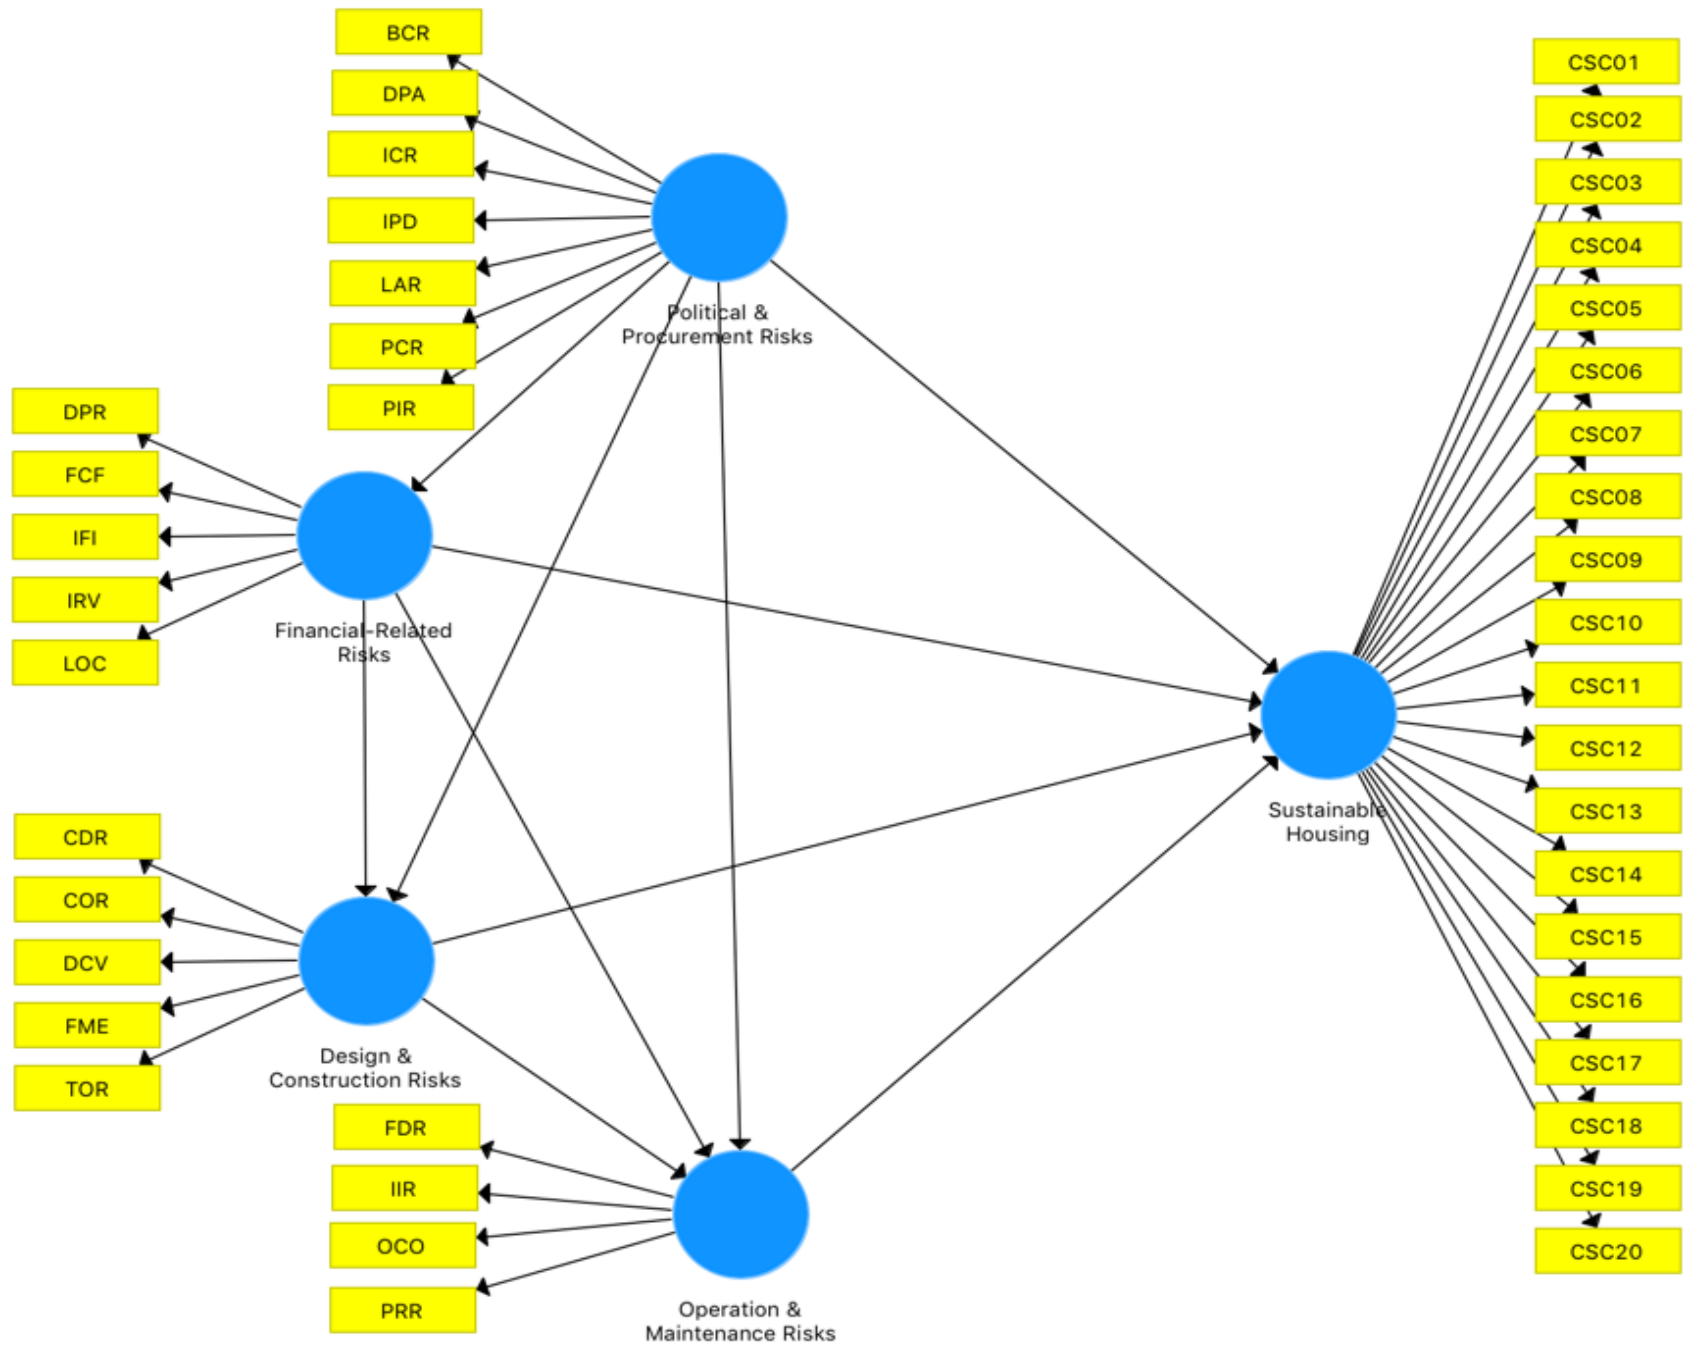 BCR
DPA
ICR
IPD
LAR
PCR
PIR
Political &
Procurement Risks
DPR
FCF
IFI
IRV
LOC
Financial-Related
Risks
CDR
COR
DCV
FME
TOR
Design &
Construction Risks
FDR
IIR
OCO
PRR
Operation &
Maintenance Risks
Sustainable
Housing
CSC01
CSC02
CSC03
CSC04
CSC05
CSC06
CSC07
CSC08
CSC09
CSC10
CSC11
CSC12
CSC13
CSC14
CSC15
CSC16
CSC17
CSC18
CSC19
CSC20